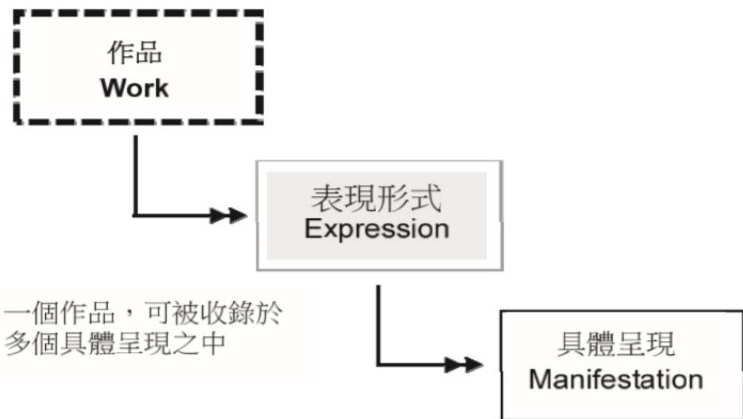 作品
Work
表現形式
Expression
一個作品，可被收錄於
多個具體呈現之中
具體呈現
Manifestation